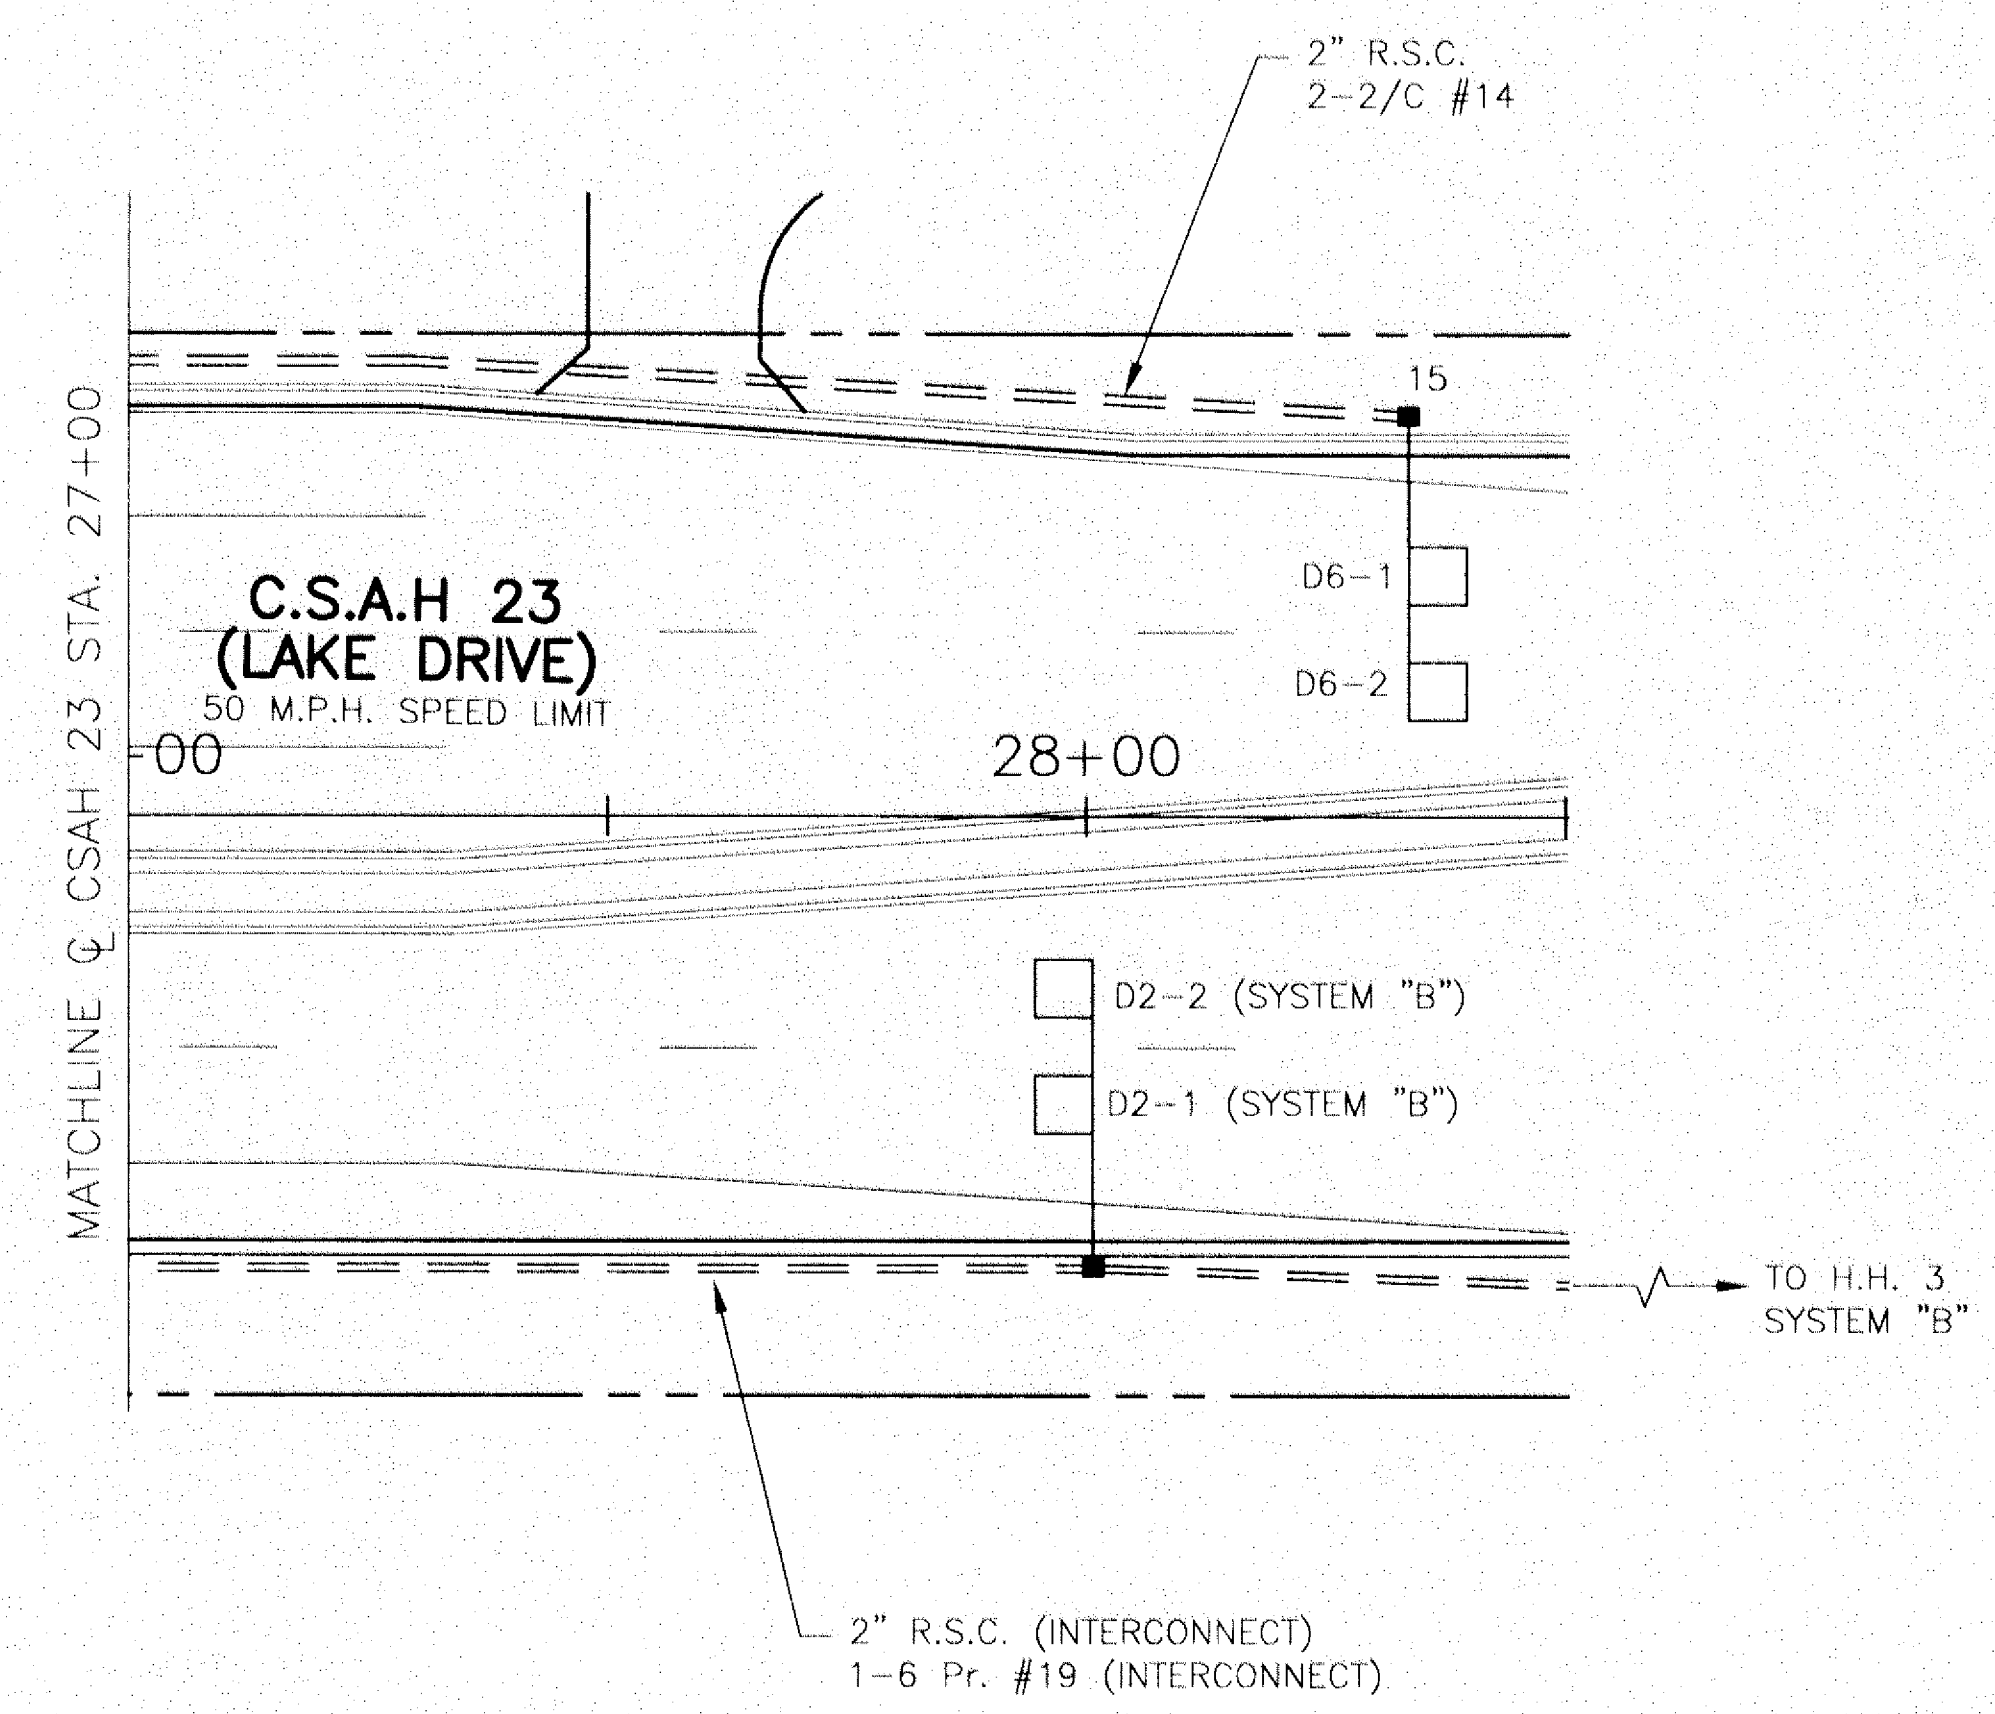 2" R.S.C.
2-2/C #14
15
MATCHLINE ℄ CSAH 23 STA. 27+00
C.S.A.H 23
(LAKE DRIVE)
50 M.P.H. SPEED LIMIT
D6-1
D6-2
00
28+00
D2-2 (SYSTEM "B")
D2-1 (SYSTEM "B")
TO H.H. 3
SYSTEM "B"
2" R.S.C. (INTERCONNECT)
1-6 Pr. #19 (INTERCONNECT)